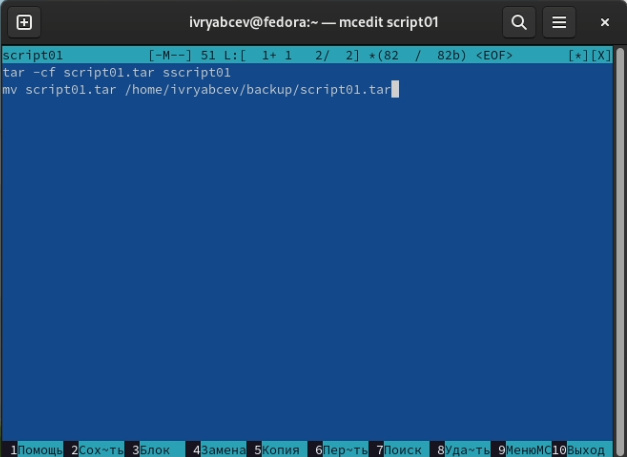 ivryabcev@fedora:~ — mcedit script01
script01 [-M--] 51 L:[ 1+ 1 2/ 2] *(82 / 82b) <EOF> [*][X]
tar -cf script01.tar sscript01
mv script01.tar /home/ivryabcev/backup/script01.tar
1Помощь 2Сох~ть 3Блок 4Замена 5Копия 6Пер~ть 7Поиск 8Уда~ть 9МенюMC 10Выход